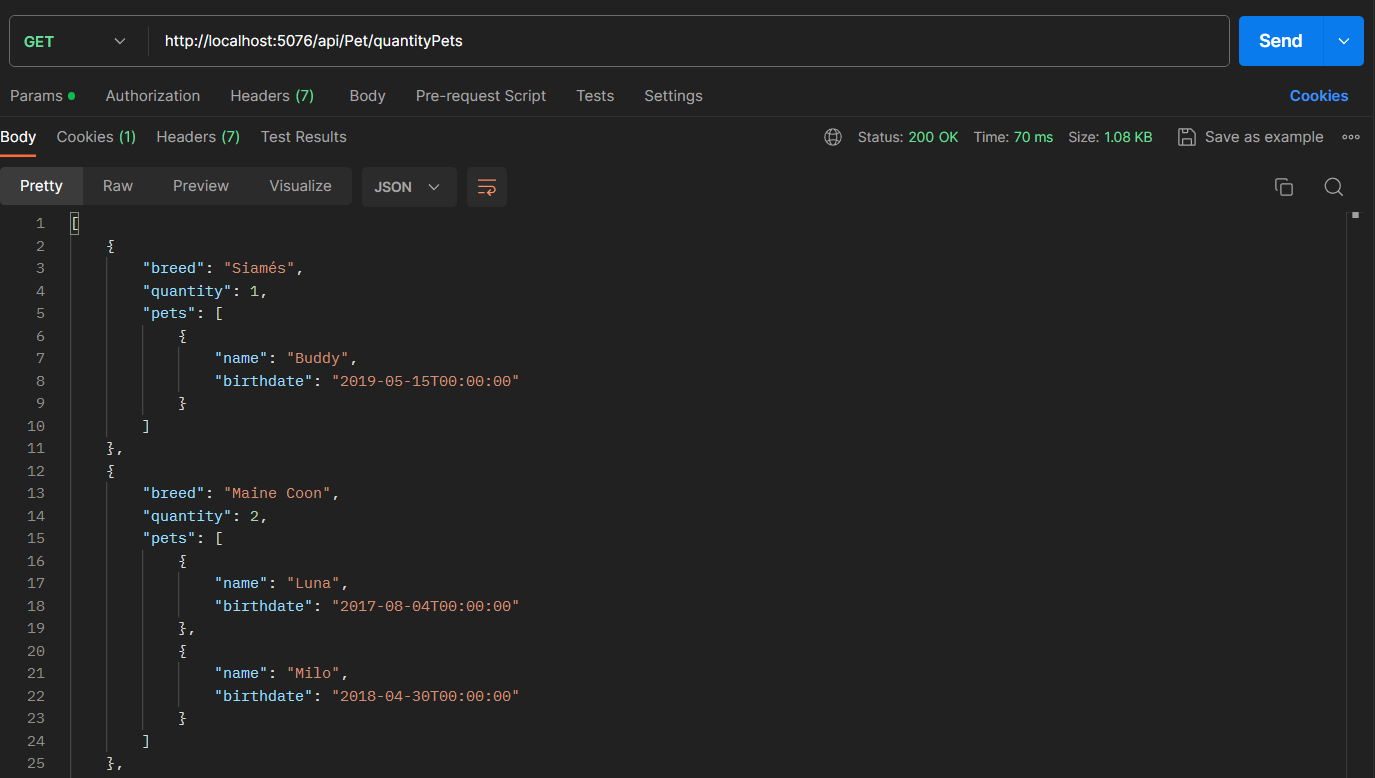 GET http://localhost:5076/api/Pet/quantityPets Send
Params Authorization Headers (7) Body Pre-request Script Tests Settings Cookies
Body Cookies (1) Headers (7) Test Results Status: 200 OK Time: 70 ms Size: 1.08 KB Save as example
Pretty Raw Preview Visualize JSON
1 [
2 {
3 "breed": "Siamés",
4 "quantity": 1,
5 "pets": [
6 {
7 "name": "Buddy",
8 "birthdate": "2019-05-15T00:00:00"
9 }
10 ]
11 },
12 {
13 "breed": "Maine Coon",
14 "quantity": 2,
15 "pets": [
16 {
17 "name": "Luna",
18 "birthdate": "2017-08-04T00:00:00"
19 },
20 {
21 "name": "Milo",
22 "birthdate": "2018-04-30T00:00:00"
23 }
24 ]
25 },